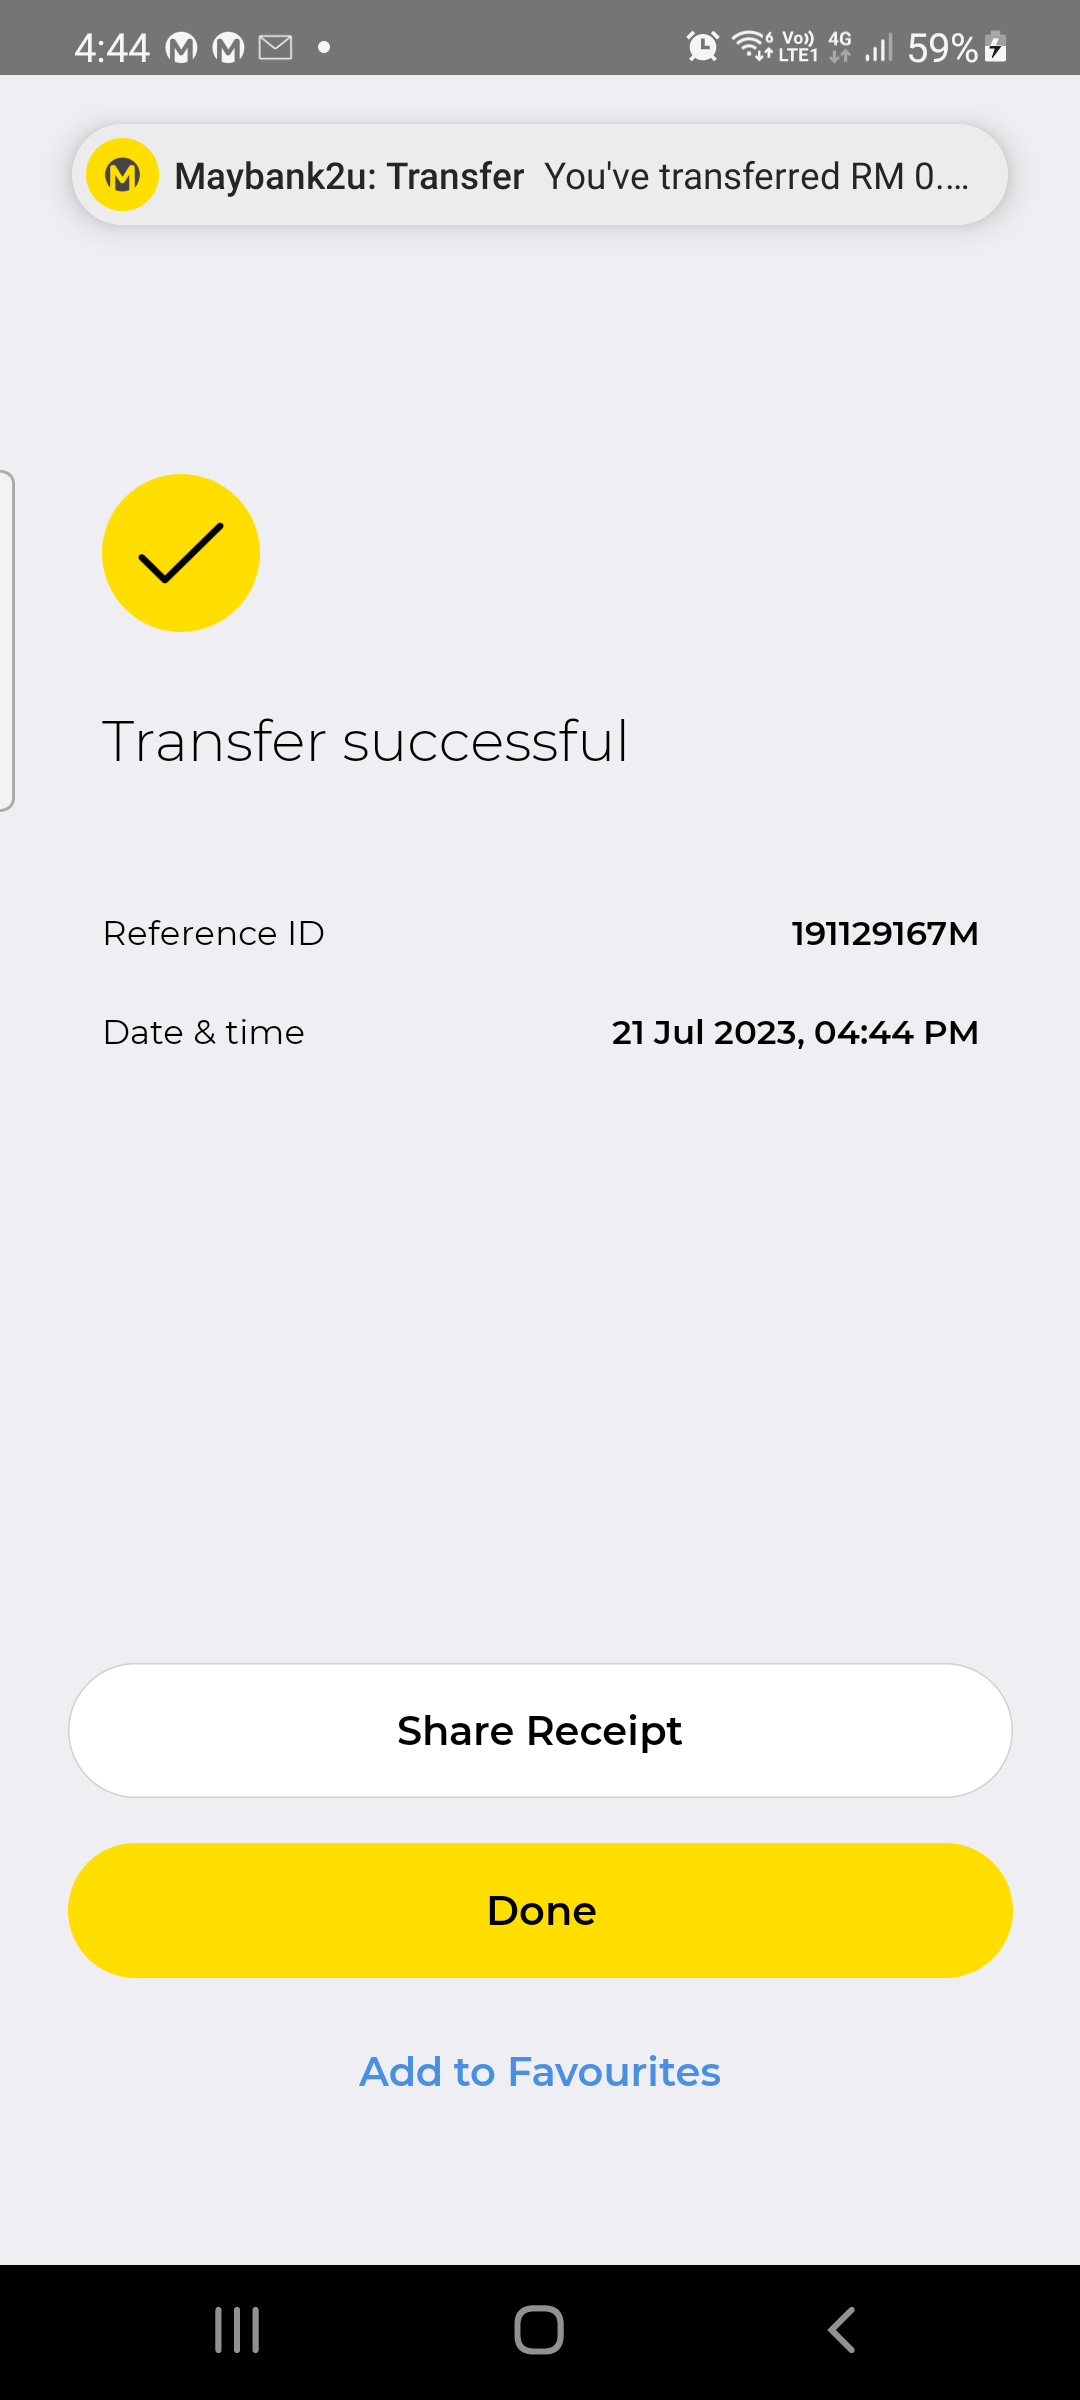 4:44 6 Vo)) LTE1 4G 59%
Maybank2u: Transfer You've transferred RM 0....
Transfer successful
Reference ID 191129167M
Date & time 21 Jul 2023, 04:44 PM
Share Receipt
Done
Add to Favourites